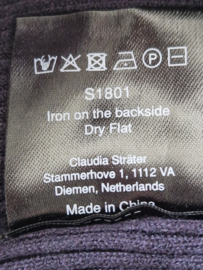 S1801
Iron on the backside
Dry Flat
Claudia Sträter
Stammerhove 1, 1112 VA
Diemen, Netherlands
Made in China